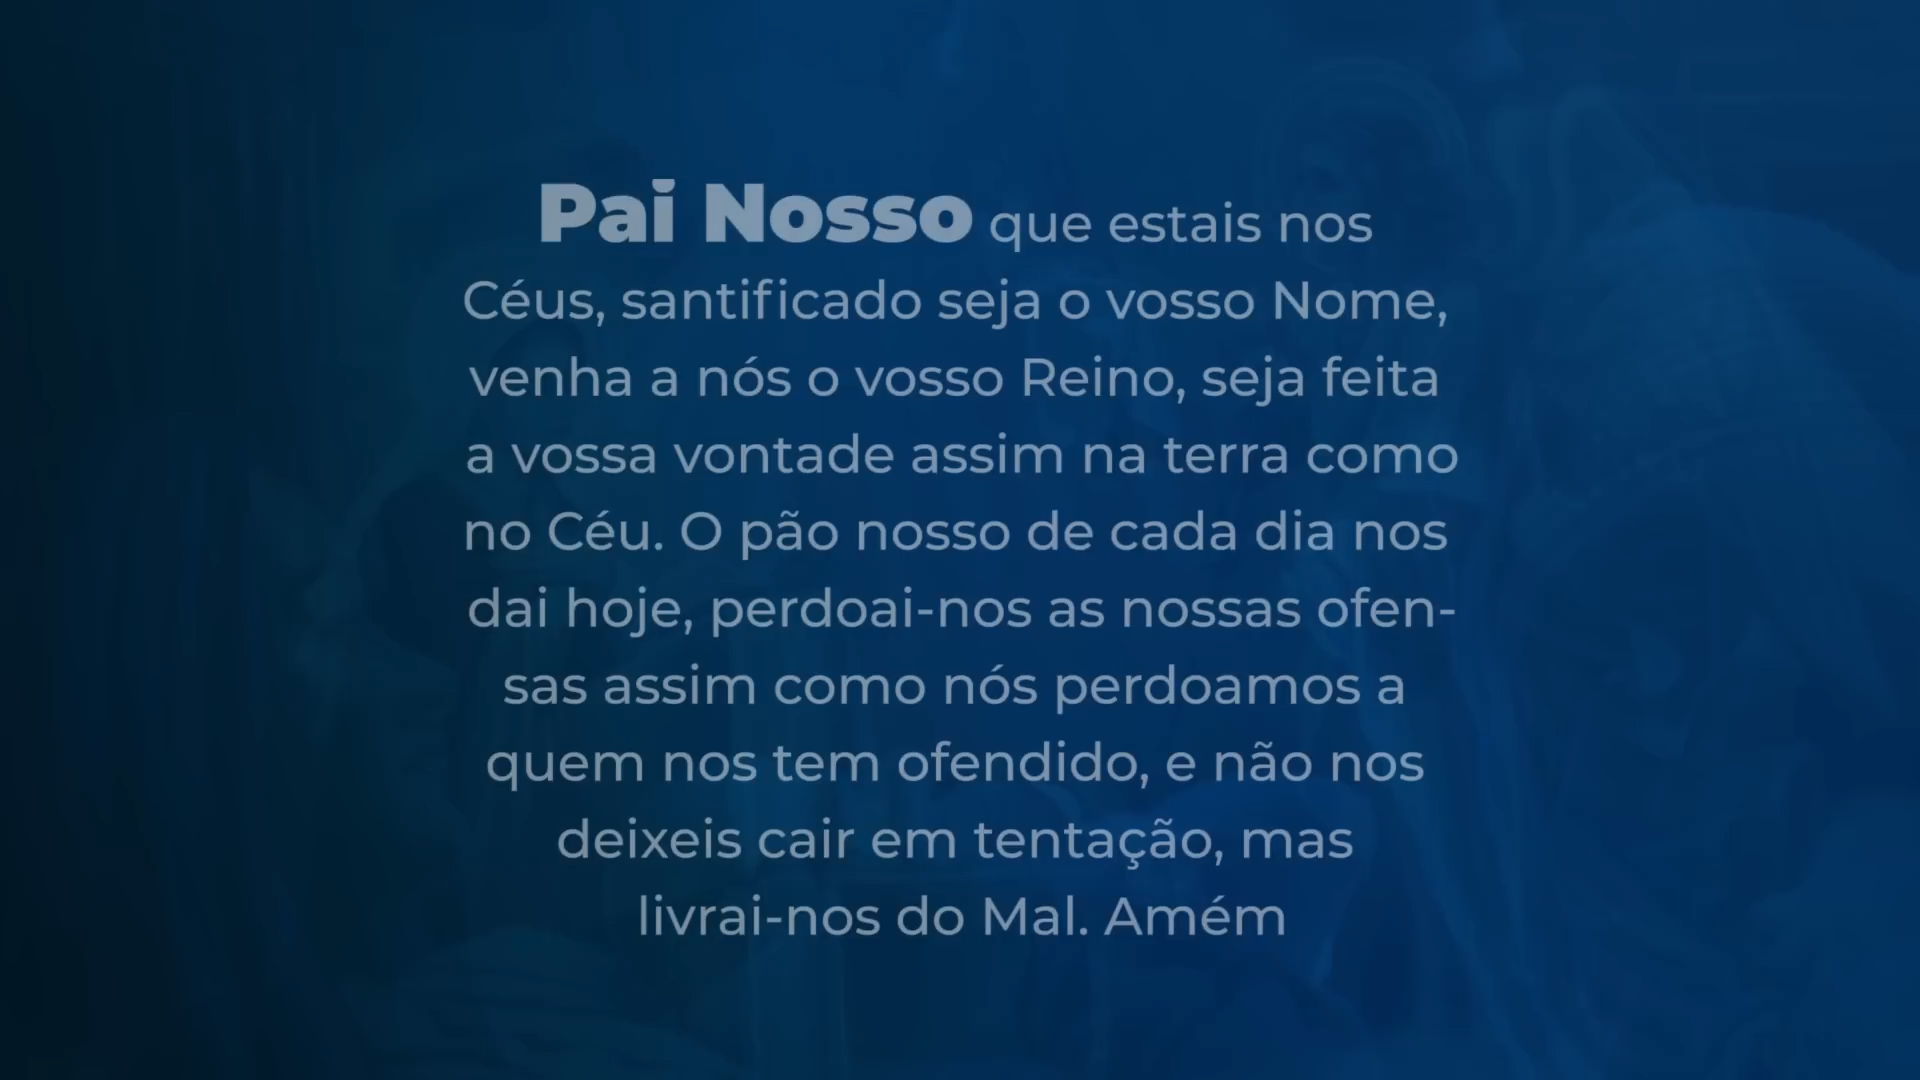 Pai Nosso que estais nos
Céus, santificado seja o vosso Nome,
venha a nós o vosso Reino, seja feita
a vossa vontade assim na terra como
no Céu. O pão nosso de cada dia nos
dai hoje, perdoai-nos as nossas ofen-
sas assim como nós perdoamos a
quem nos tem ofendido, e não nos
deixeis cair em tentação, mas
livrai-nos do Mal. Amém